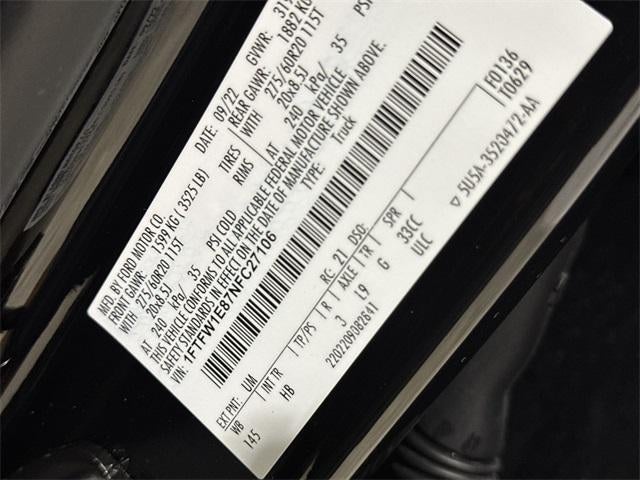 MFD. BY FORD MOTOR CO.
DATE: 09/22 GVWR:
FRONT GAWR: 1599 KG (3525 LB) REAR GAWR: 1882 KG
WITH 275/60R20 115T TIRES WITH 275/60R20 115T
20x8.5J RIMS 20x8.5J
AT 240 kPa/ 35 PSI COLD AT 240 kPa/ 35 PSI
THIS VEHICLE CONFORMS TO ALL APPLICABLE FEDERAL MOTOR VEHICLE
SAFETY STANDARDS IN EFFECT ON THE DATE OF MANUFACTURE SHOWN ABOVE.
VIN: 1FTFW1E87NFC27106 TYPE: Truck
F0136
T0629
EXT PNT: UM RC: 21 DSO:
WB INT TR TP/PS R AXLE TR SPR
145 HB 3 L9 G 33CC
2202209382641 ULC
5U5A-3520472-AA